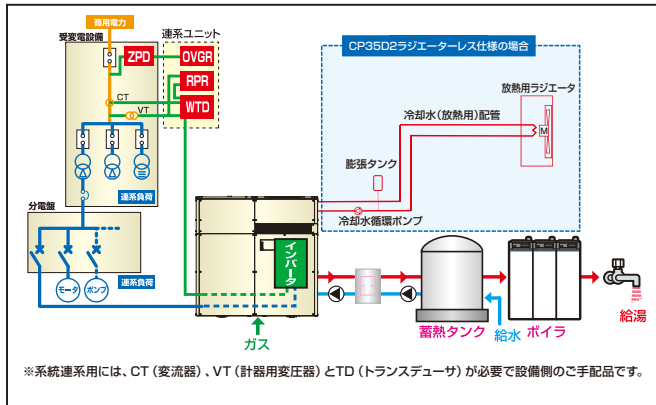 商用電力
受変電設備
連系ユニット
ZPD
OVGR
RPR
WTD
CT
VT
連系負荷
分電盤
連系負荷
モータ
ポンプ
CP35D2ラジエーターレス仕様の場合
放熱用ラジエータ
冷却水(放熱用)配管
M
膨張タンク
冷却水循環ポンプ
インバータ
ガス
蓄熱タンク
給水
ボイラ
給湯
※系統連系用には、CT（変流器）、VT（計器用変圧器）とTD（トランスデューサ）が必要で設備側のご手配品です。